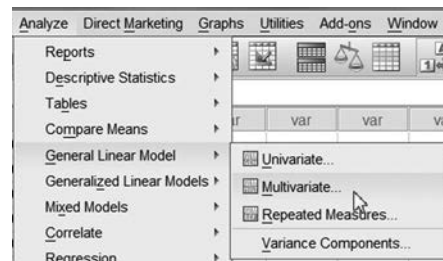 Analyze Direct Marketing Graphs Utilities Add-ons Window
Reports
Descriptive Statistics
Tables
Compare Means
var var
General Linear Model
Univariate...
Generalized Linear Models
Multivariate...
Mixed Models
Repeated Measures...
Correlate
Variance Components...
Regression